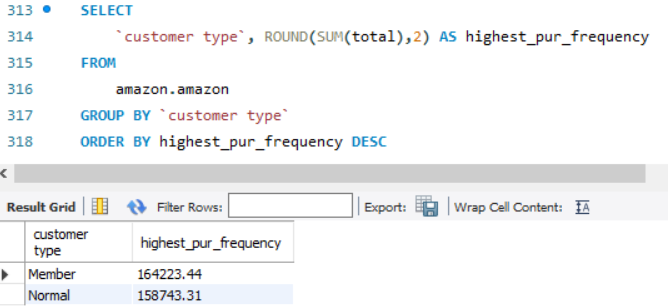 313 SELECT
314 `customer type`, ROUND(SUM(total),2) AS highest_pur_frequency
315 FROM
316 amazon.amazon
317 GROUP BY `customer type`
318 ORDER BY highest_pur_frequency DESC
Result Grid Filter Rows: Export: Wrap Cell Content: IA
customer type highest_pur_frequency
Member 164223.44
Normal 158743.31